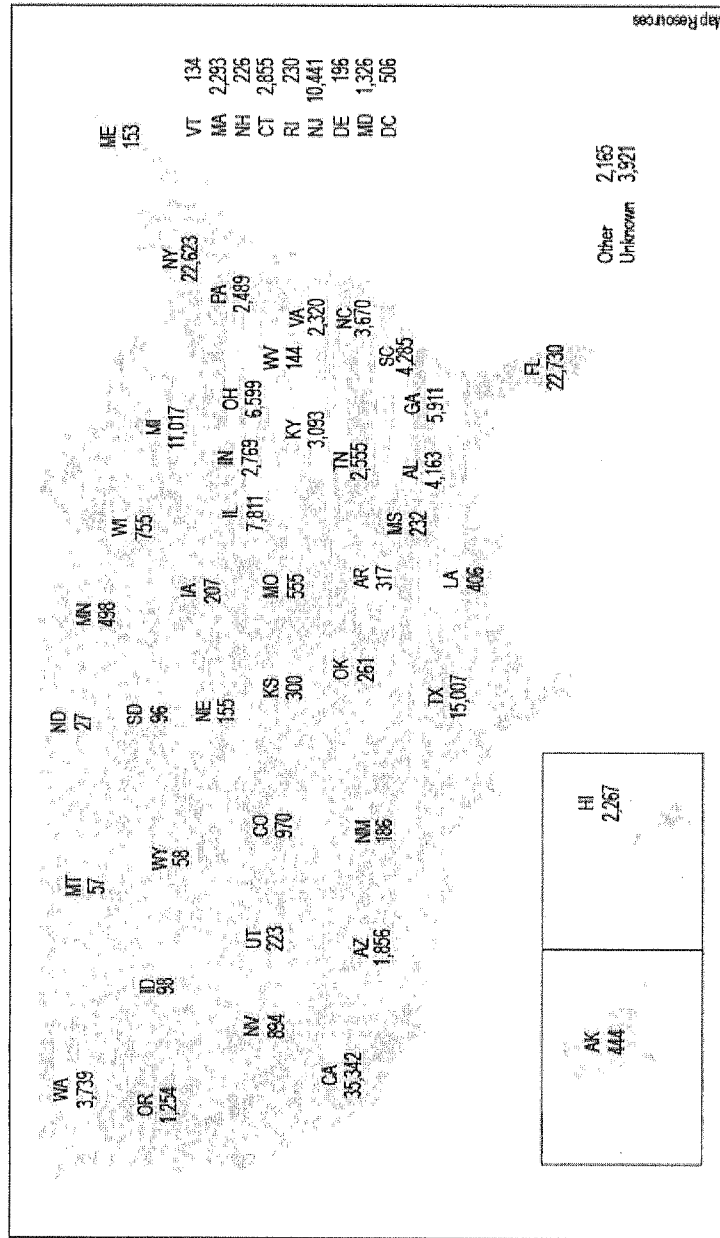 WA
3,739
OR
1,254
CA
35,342
NV
894
ID
98
MT
57
WY
58
UT
223
AZ
1,856
CO
970
NM
186
ND
27
SD
96
NE
155
KS
300
OK
261
TX
15,007
MN
498
IA
207
MO
555
AR
317
LA
406
WI
755
IL
7,811
MS
232
MI
11,017
IN
2,769
KY
3,093
TN
2,555
AL
4,163
OH
6,599
GA
5,911
WV
144
VA
2,320
NC
3,670
SC
4,285
FL
22,730
PA
2,489
NY
22,623
ME
153
VT 134
MA 2,293
NH 226
CT 2,855
RI 230
NJ 10,441
DE 196
MD 1,326
DC 506
AK
444
HI
2,267
Other 2,165
Unknown 3,921
Map Resources